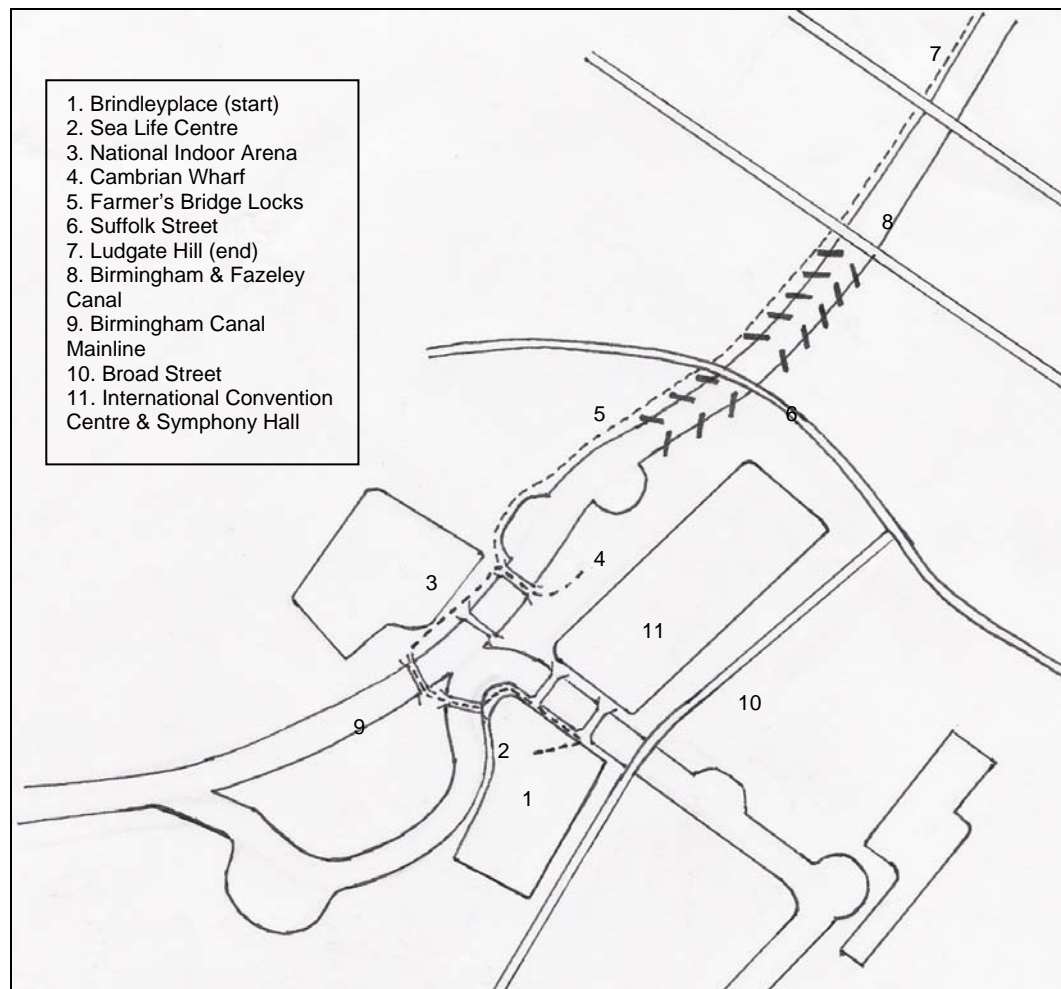 1. Brindleyplace (start)
2. Sea Life Centre
3. National Indoor Arena
4. Cambrian Wharf
5. Farmer's Bridge Locks
6. Suffolk Street
7. Ludgate Hill (end)
8. Birmingham & Fazeley
Canal
9. Birmingham Canal
Mainline
10. Broad Street
11. International Convention
Centre & Symphony Hall
7
8
5
6
4
3
11
10
9
2
1